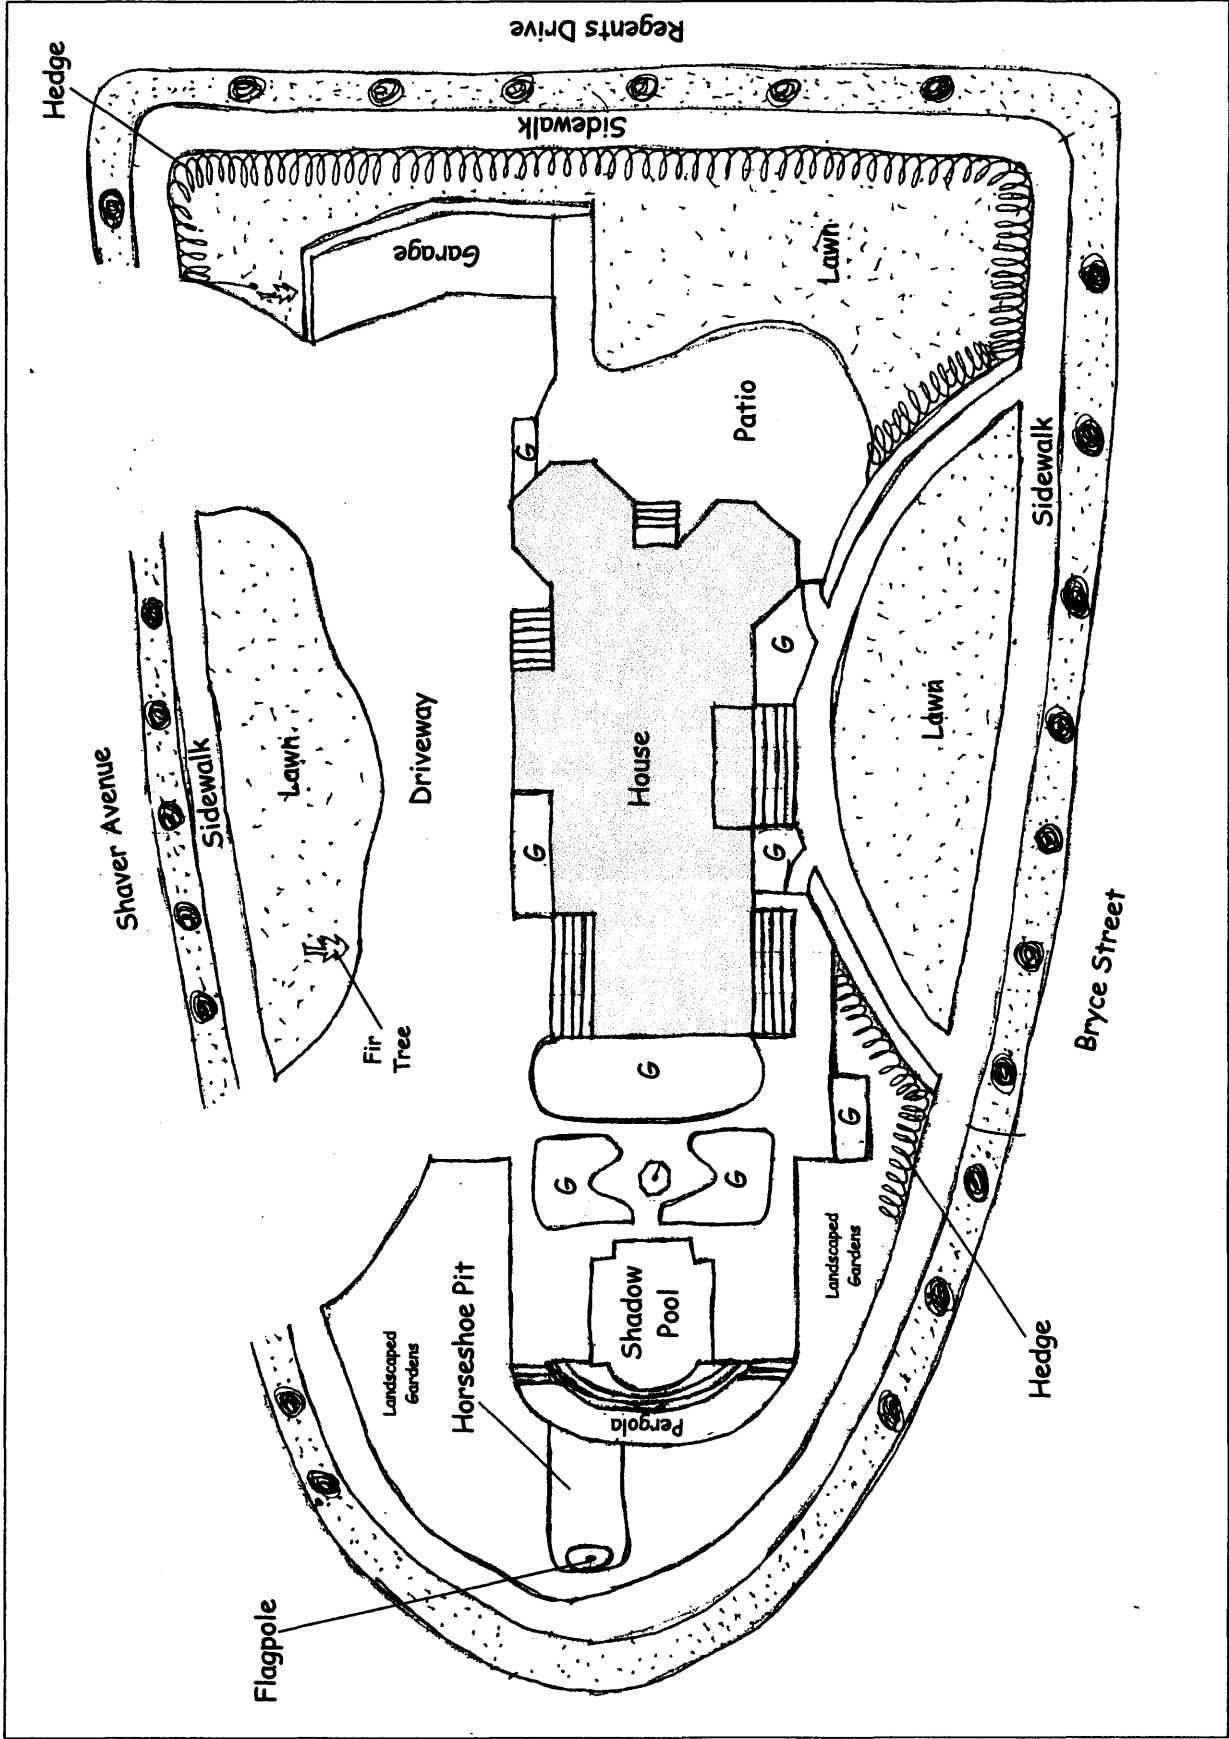 Regents Drive
Hedge
Sidewalk
Garage
Lawn
G
Patio
Sidewalk
Shaver Avenue
Sidewalk
Lawn
Driveway
House
G
G
G
Lawn
Bryce Street
Fir
Tree
G
G
G
G
Landscaped
Gardens
Horseshoe Pit
Shadow
Pool
Landscaped
Gardens
Pergola
Hedge
Flagpole